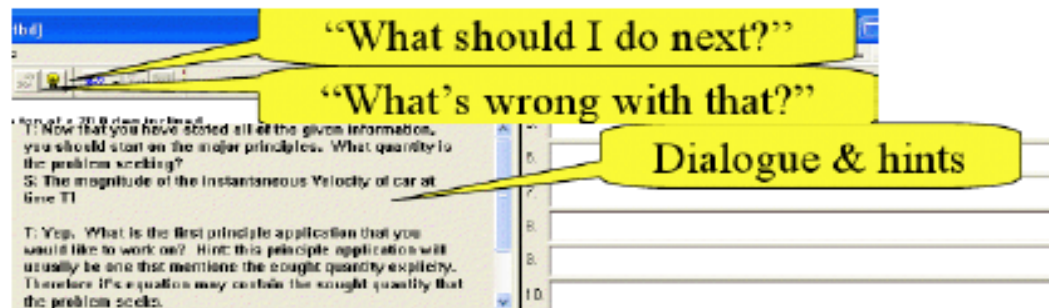 tbd]
“What should I do next?”
“What’s wrong with that?”
T: Now that you have stated all of the given information,
you should start on the major principles. What quantity is
the problem seeking?
S: The magnitude of the instantaneous Velocity of car at
time T1
Dialogue & hints
T: Yep. What is the first principle application that you
would like to work on? Hint: this principle application will
usually be one that mentions the sought quantity explicity.
Therefore it's equation may contain the sought quantity that
the problem seeks.
6.
7.
8.
9.
10.